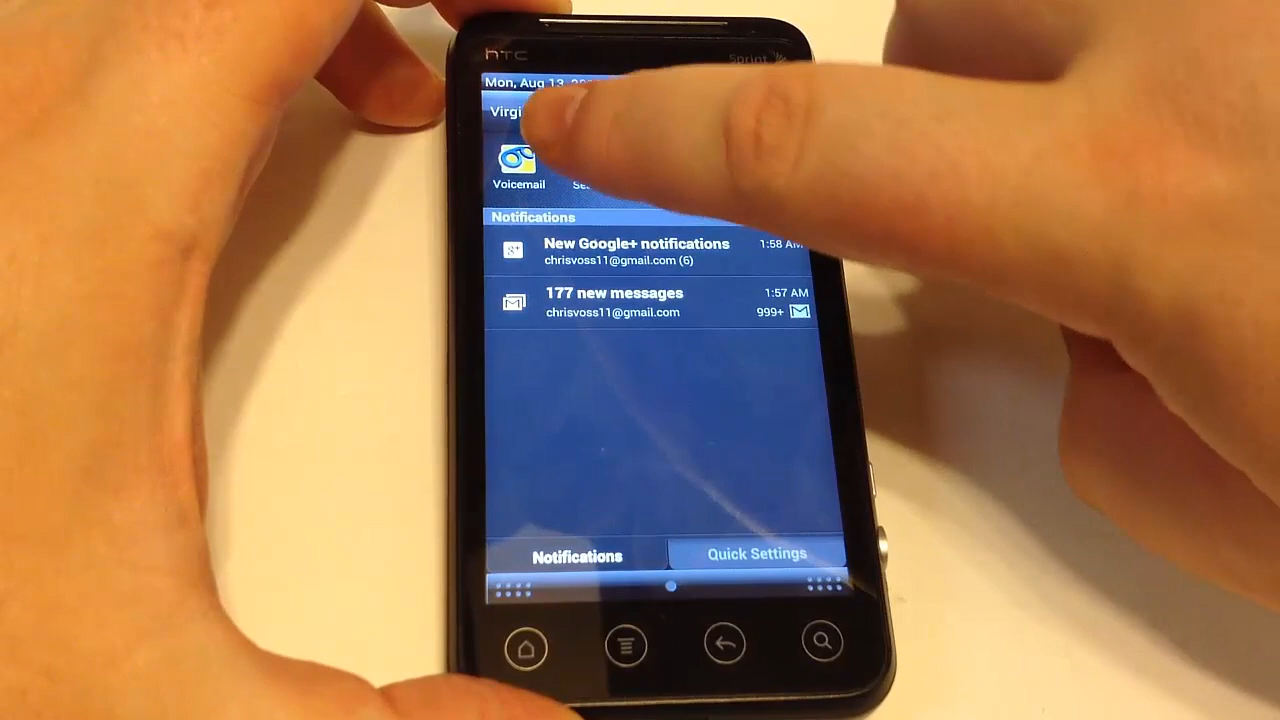 hTC
Sprint
Mon, Aug 13,
Voicemail
Notifications
New Google+ notifications
1:58 AM
chrisvoss11@gmail.com (6)
177 new messages
1:57 AM
chrisvoss11@gmail.com
999+
Notifications
Quick Settings